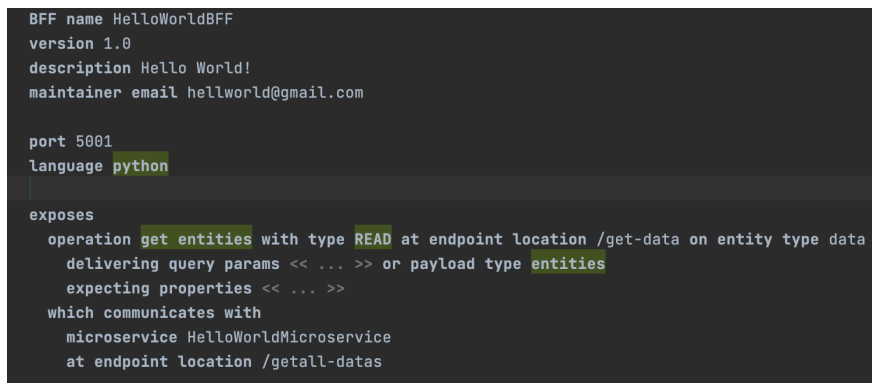 BFF name HelloWorldBFF
version 1.0
description Hello World!
maintainer email hellworld@gmail.com
port 5001
language python
exposes
operation get entities with type READ at endpoint location /get-data on entity type data
delivering query params << ... >> or payload type entities
expecting properties << ... >>
which communicates with
microservice HelloWorldMicroservice
at endpoint location /getall-datas